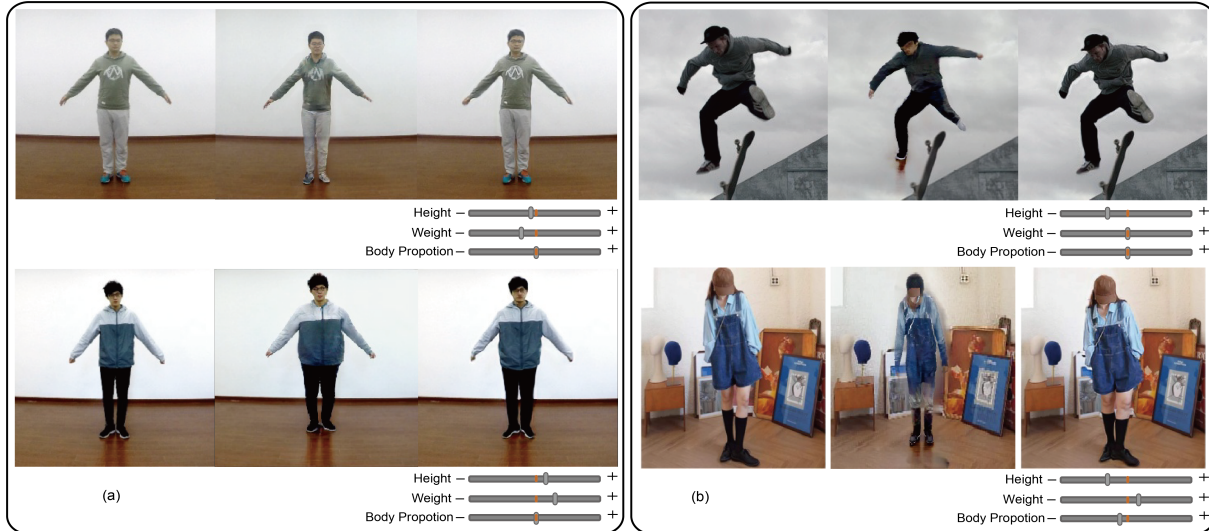 Height − +
Weight − +
Body Propotion +
Height − +
Weight − +
Body Propotion +
(a)
Height − +
Weight − +
Body Propotion +
Height − +
Weight − +
Body Propotion +
(b)